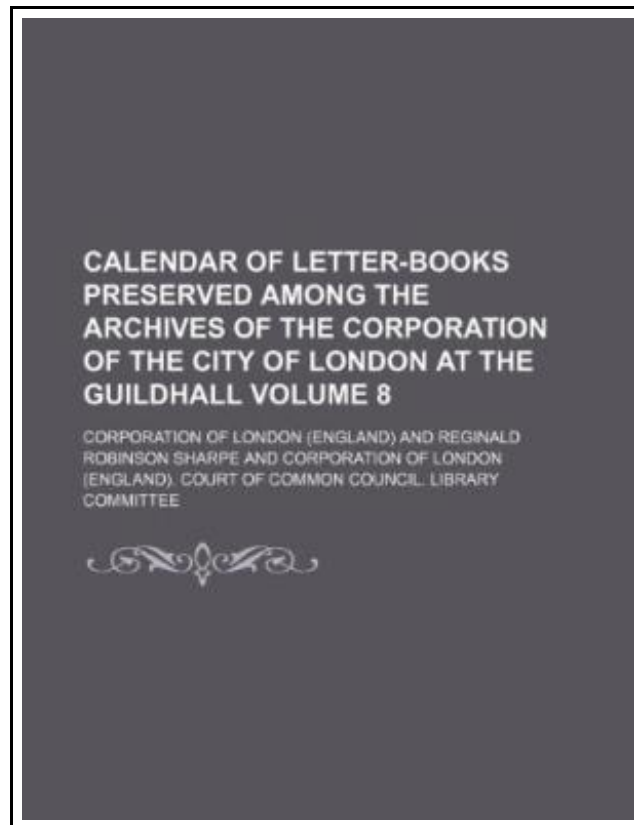 CALENDAR OF LETTER-BOOKS
PRESERVED AMONG THE
ARCHIVES OF THE CORPORATION
OF THE CITY OF LONDON AT THE
GUILDHALL VOLUME 8
CORPORATION OF LONDON (ENGLAND) AND REGINALD
ROBINSON SHARPE AND CORPORATION OF LONDON
(ENGLAND). COURT OF COMMON COUNCIL. LIBRARY
COMMITTEE